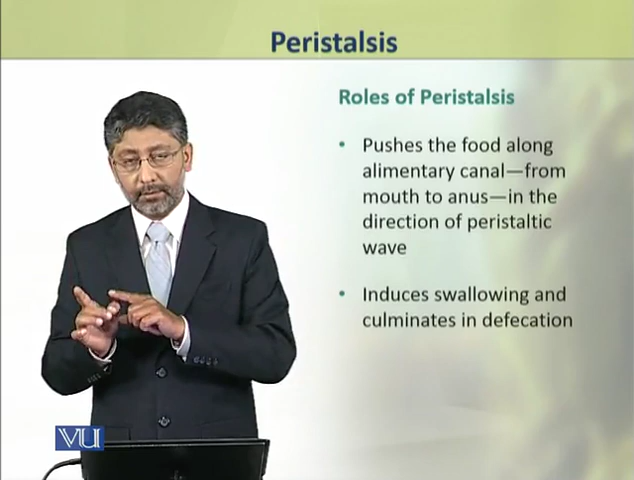 Peristalsis
Roles of Peristalsis
• Pushes the food along
alimentary canal—from
mouth to anus—in the
direction of peristaltic
wave
• Induces swallowing and
culminates in defecation
VU